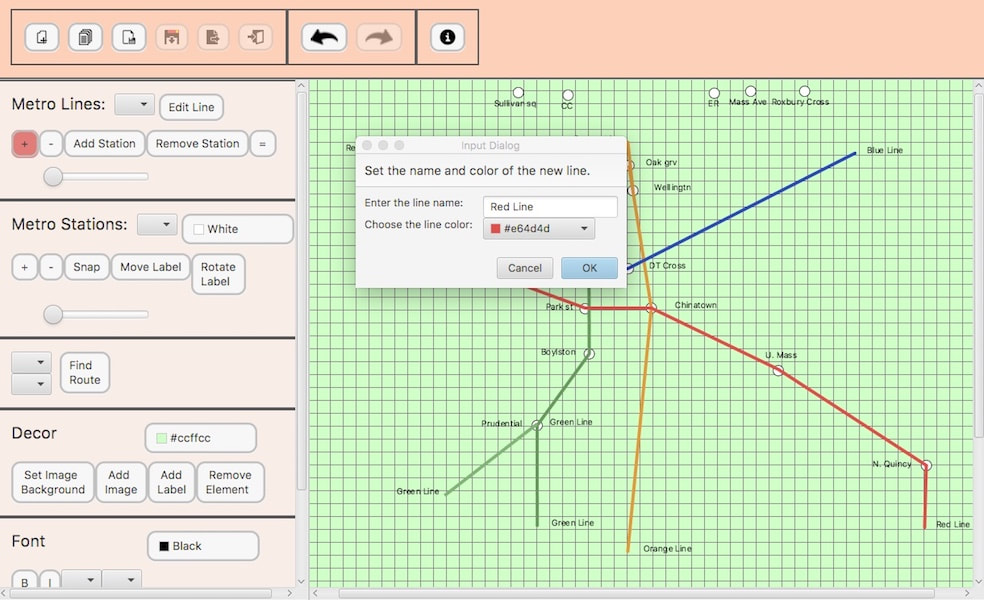 Metro Lines:
Edit Line
+
-
Add Station
Remove Station
=
Metro Stations:
White
+
-
Snap
Move Label
Rotate
Label
Find
Route
Decor
#ccffcc
Set Image
Background
Add
Image
Add
Label
Remove
Element
Font
Black
B
I
Sullivan sq
CC
ER
Mass Ave
Roxbury Cross
Re
Input Dialog
Set the name and color of the new line.
Enter the line name:
Red Line
Choose the line color:
#e64d4d
Cancel
OK
Oak grv
Wellingtn
Blue Line
DT Cross
Park st
Chinatown
Boylston
U. Mass
Prudential
Green Line
N. Quincy
Green Line
Green Line
Red Line
Orange Line